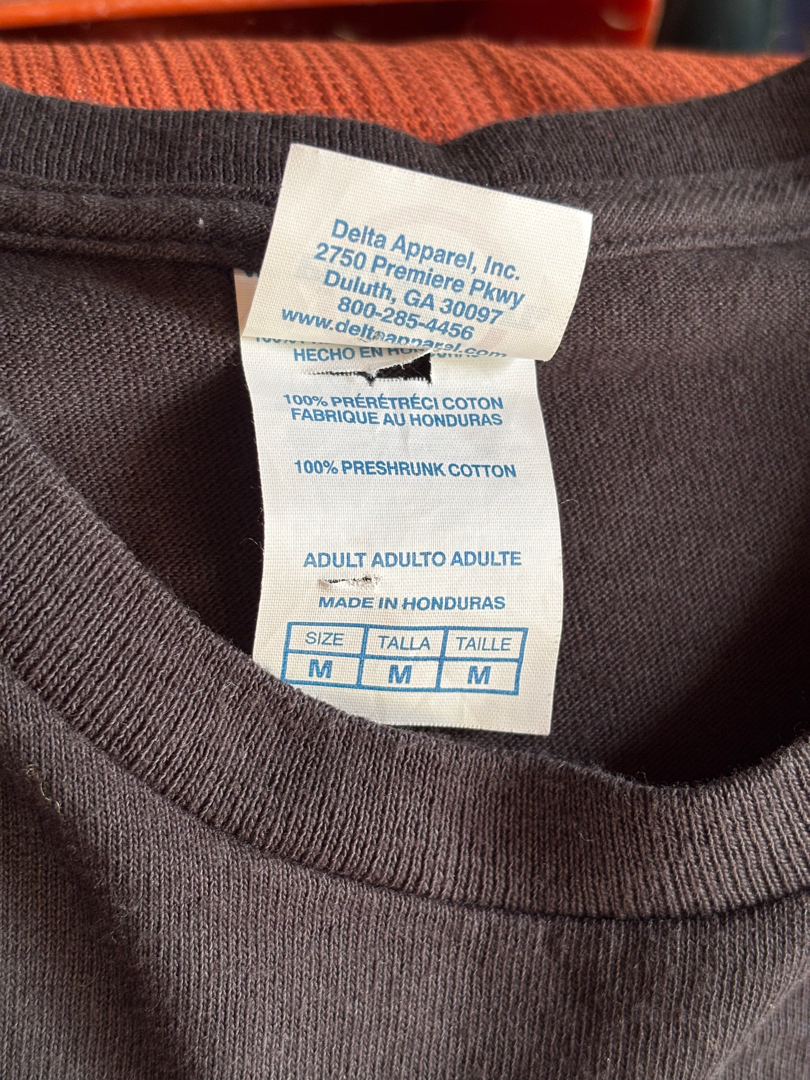 Delta Apparel, Inc.
2750 Premiere Pkwy
Duluth, GA 30097
800-285-4456
www.deltaapparel.com
HECHO EN
100% PRÉRÉTRÉCI COTON
FABRIQUE AU HONDURAS
100% PRESHRUNK COTTON
ADULT ADULTO ADULTE
MADE IN HONDURAS
SIZE TALLA TAILLE
M M M